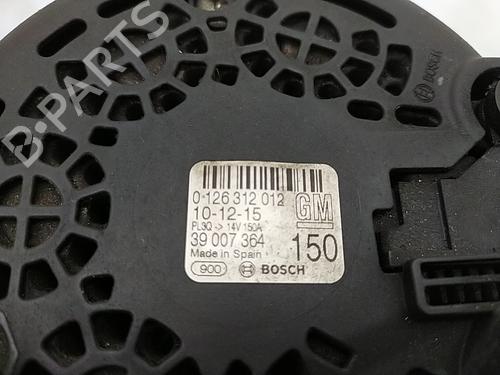 BOSCH
0 126 312 012
10-12-15
GM
PL3Q -> 14V 150A
39 007 364
150
Made in Spain
900
BOSCH
B-PARTS